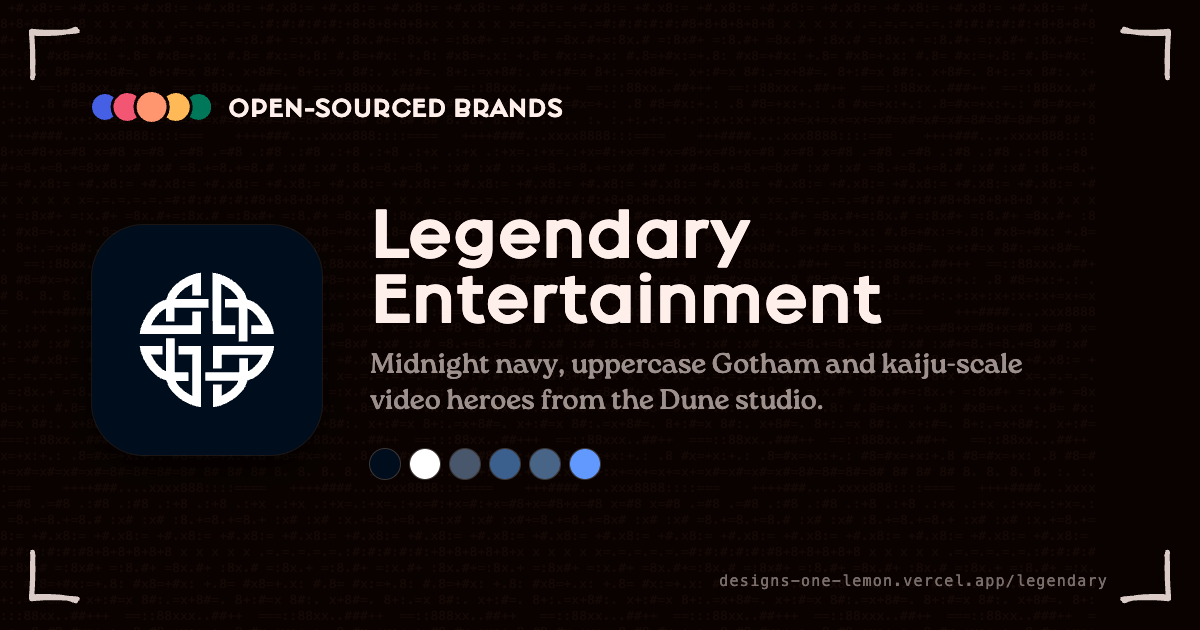 OPEN-SOURCED BRANDS
Legendary
Entertainment
Midnight navy, uppercase Gotham and kaiju-scale
video heroes from the Dune studio.
designs-one-lemon.vercel.app/legendary